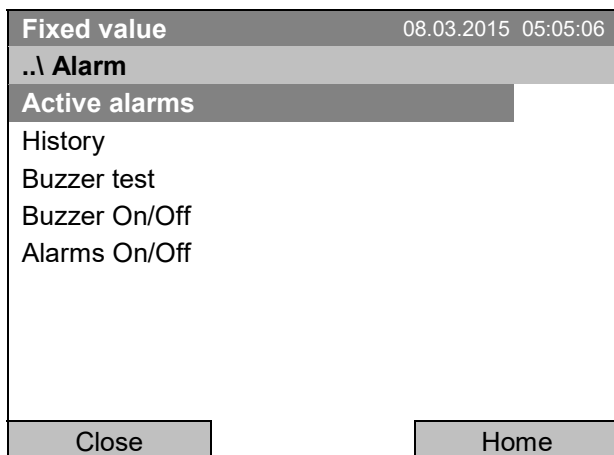 Fixed value 08.03.2015 05:05:06
..\ Alarm
Active alarms
History
Buzzer test
Buzzer On/Off
Alarms On/Off
Close Home